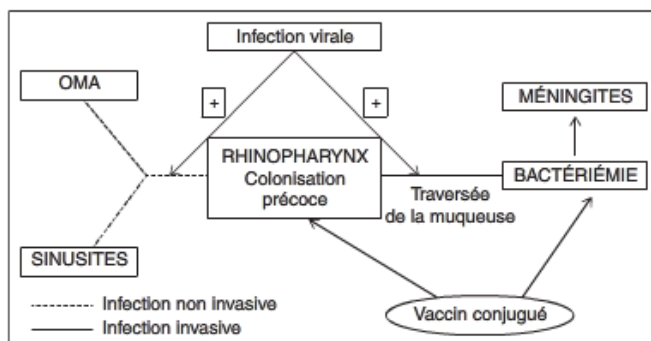 Infection virale
OMA
+
+
MÉNINGITES
RHINOPHARYNX
Colonisation
précoce
BACTÉRIÉMIE
Traversée
de la muqueuse
SINUSITES
Infection non invasive
Infection invasive
Vaccin conjugué